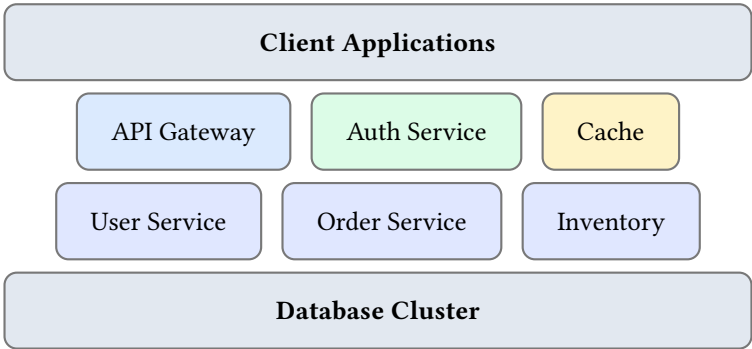 Client Applications
API Gateway Auth Service Cache
User Service Order Service Inventory
Database Cluster